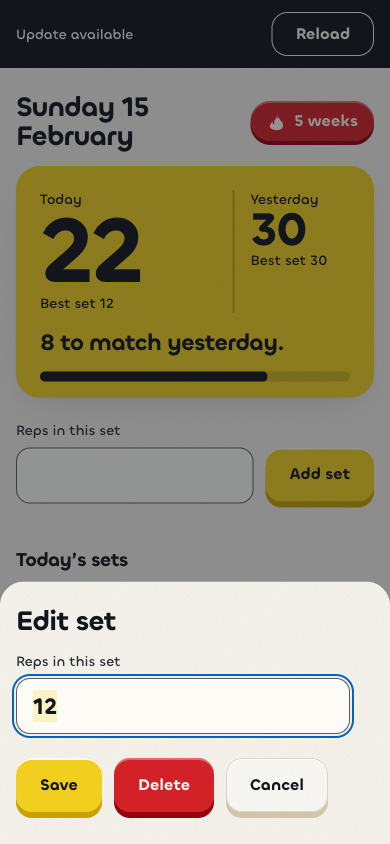 Update available
Reload
Sunday 15
February
5 weeks
Today
22
Best set 12
Yesterday
30
Best set 30
8 to match yesterday.
Reps in this set
Add set
Today's sets
Edit set
Reps in this set
12
Save
Delete
Cancel